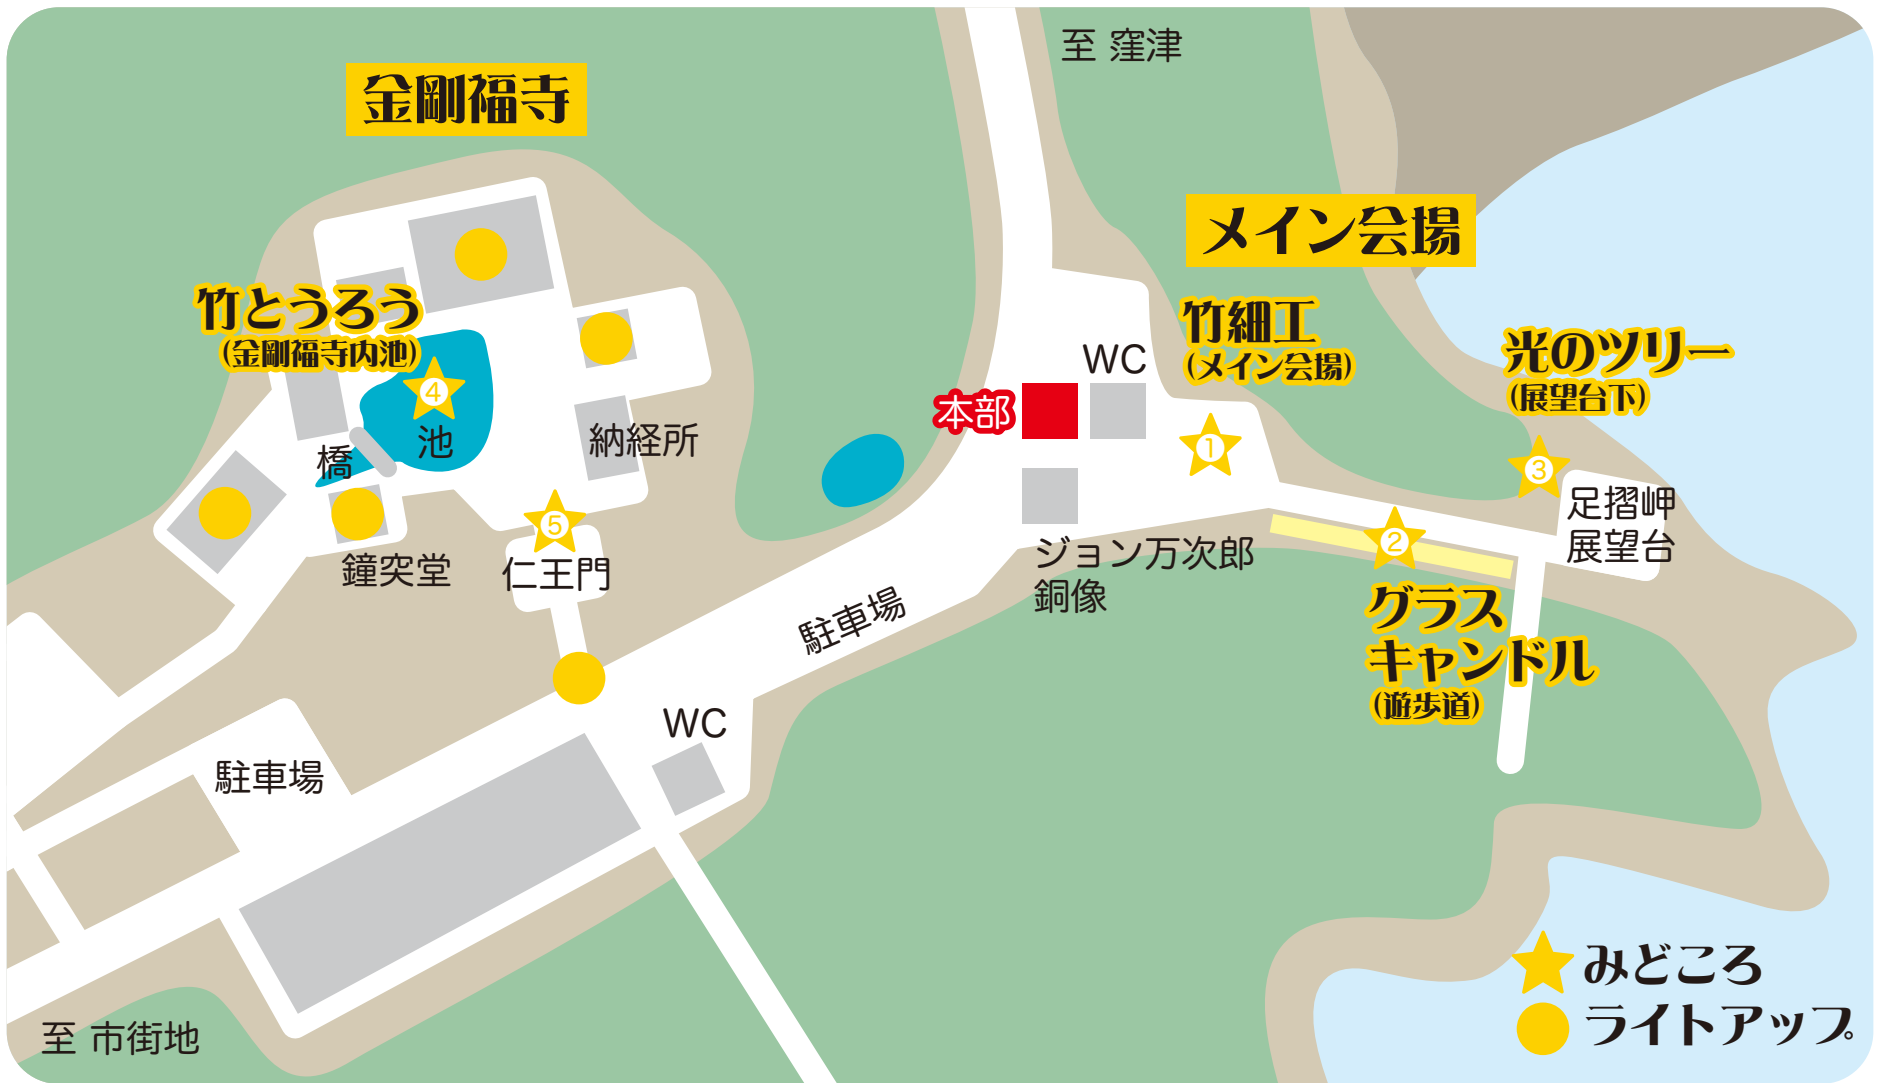 至 窪津
金剛福寺
メイン会場
竹とうろう
(金剛福寺内池)
④
池
橋
納経所
鐘突堂
⑤
仁王門
WC
本部
竹細工
(メイン会場)
①
光のツリー
(展望台下)
③
足摺岬
展望台
②
ジョン万次郎
銅像
グラス
キャンドル
(遊歩道)
駐車場
WC
駐車場
至 市街地
みどころ
ライトアップ